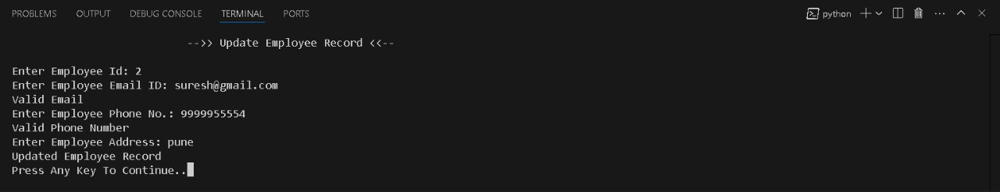 PROBLEMS OUTPUT DEBUG CONSOLE TERMINAL PORTS python
-->> Update Employee Record <<--
Enter Employee Id: 2
Enter Employee Email ID: suresh@gmail.com
Valid Email
Enter Employee Phone No.: 9999955554
Valid Phone Number
Enter Employee Address: pune
Updated Employee Record
Press Any Key To Continue..